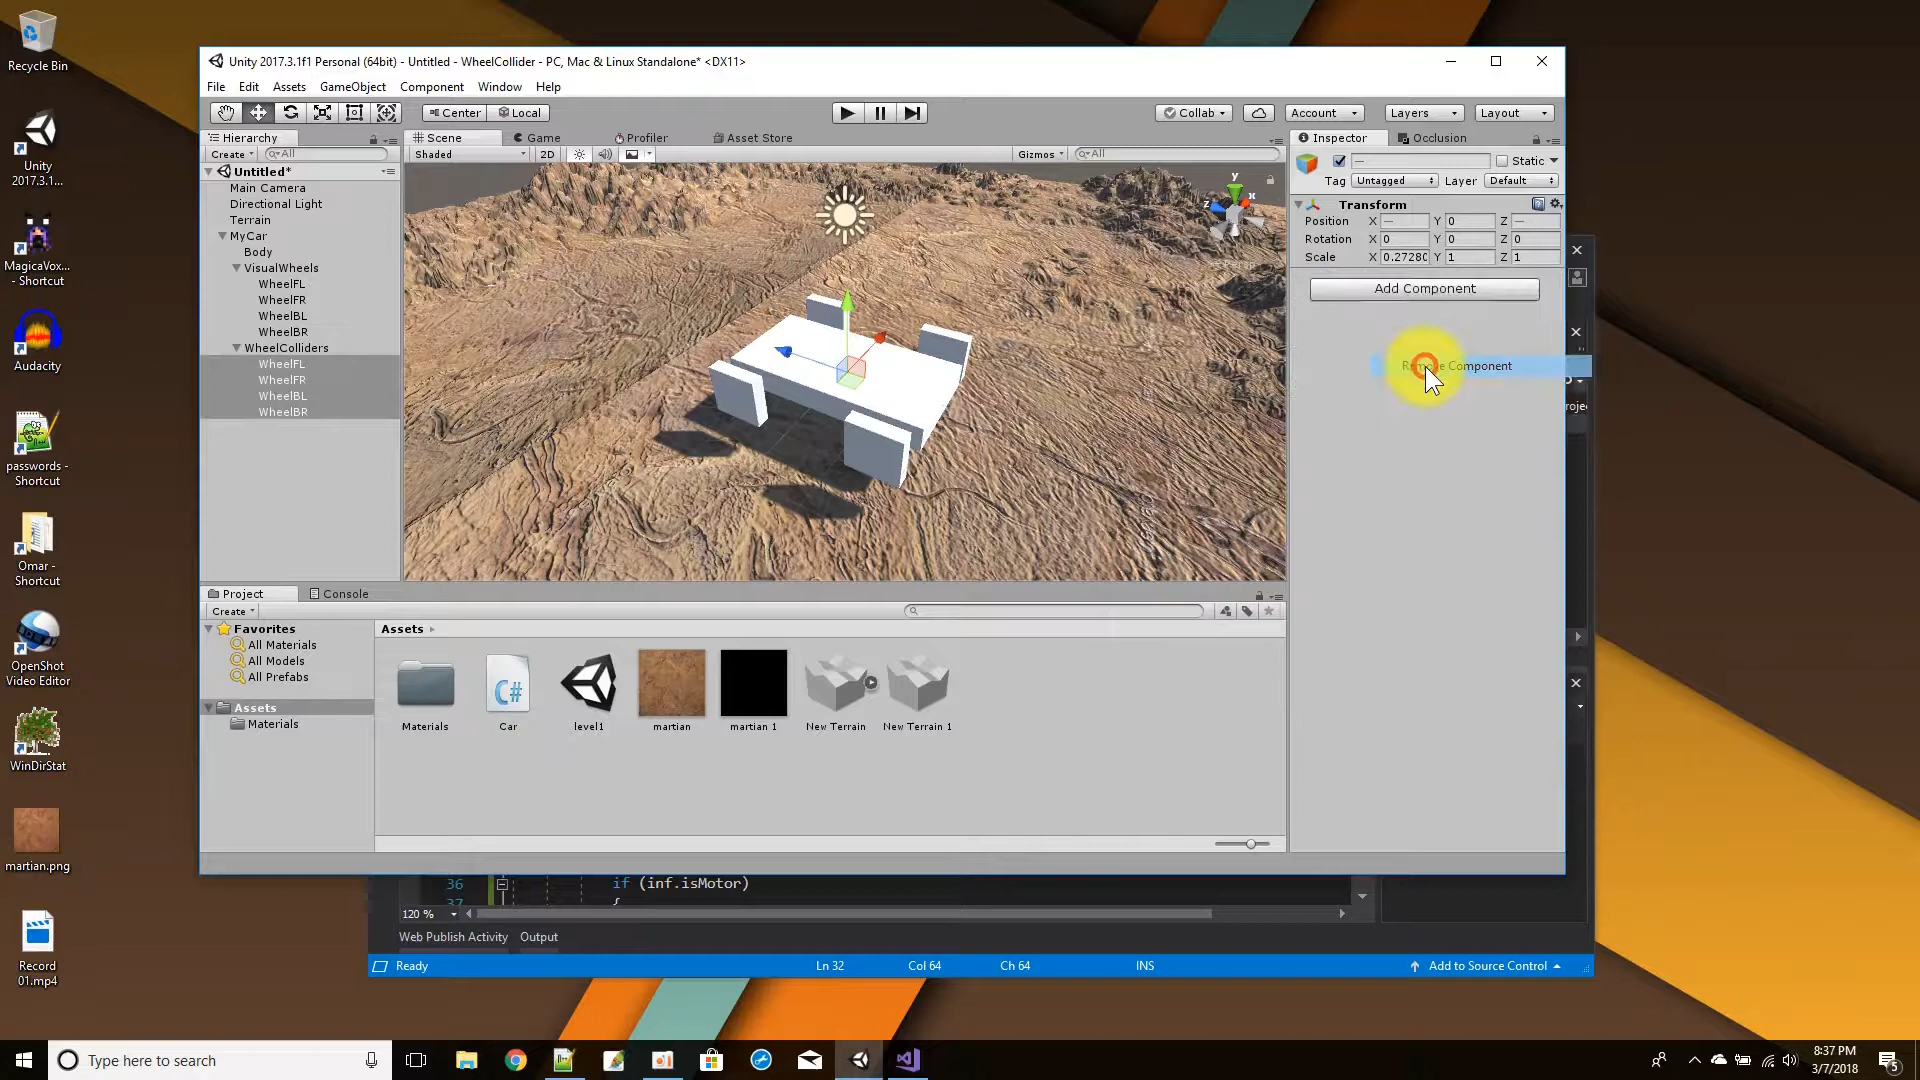 Recycle Bin
Unity
2017.3.1...
MagicaVox...
- Shortcut
Audacity
passwords -
Shortcut
Omar -
Shortcut
OpenShot
Video Editor
WinDirStat
martian.png
Record
01.mp4
Unity 2017.3.1f1 Personal (64bit) - Untitled - WheelCollider - PC, Mac & Linux Standalone* <DX11>
File Edit Assets GameObject Component Window Help
Center Local Collab Account Layers Layout
Hierarchy
Create All
Untitled*
Main Camera
Directional Light
Terrain
MyCar
Body
VisualWheels
WheelFL
WheelFR
WheelBL
WheelBR
WheelColliders
WheelFL
WheelFR
WheelBL
WheelBR
Scene Game Profiler Asset Store
Shaded 2D Gizmos All
y
x
z
Inspector Occlusion
— Static
Tag Untagged Layer Default
Transform
Position X — Y 0 Z —
Rotation X 0 Y 0 Z 0
Scale X 0.2728( Y 1 Z 1
Add Component
Remove Component
roje
Project Console
Create
Favorites
All Materials
All Models
All Prefabs
Assets
Materials
Assets
Materials
C#
Car
level1
martian
martian 1
New Terrain
New Terrain 1
36 if (inf.isMotor)
37 {
120 %
Web Publish Activity Output
Ready Ln 32 Col 64 Ch 64 INS Add to Source Control
Type here to search
8:37 PM
3/7/2018
5